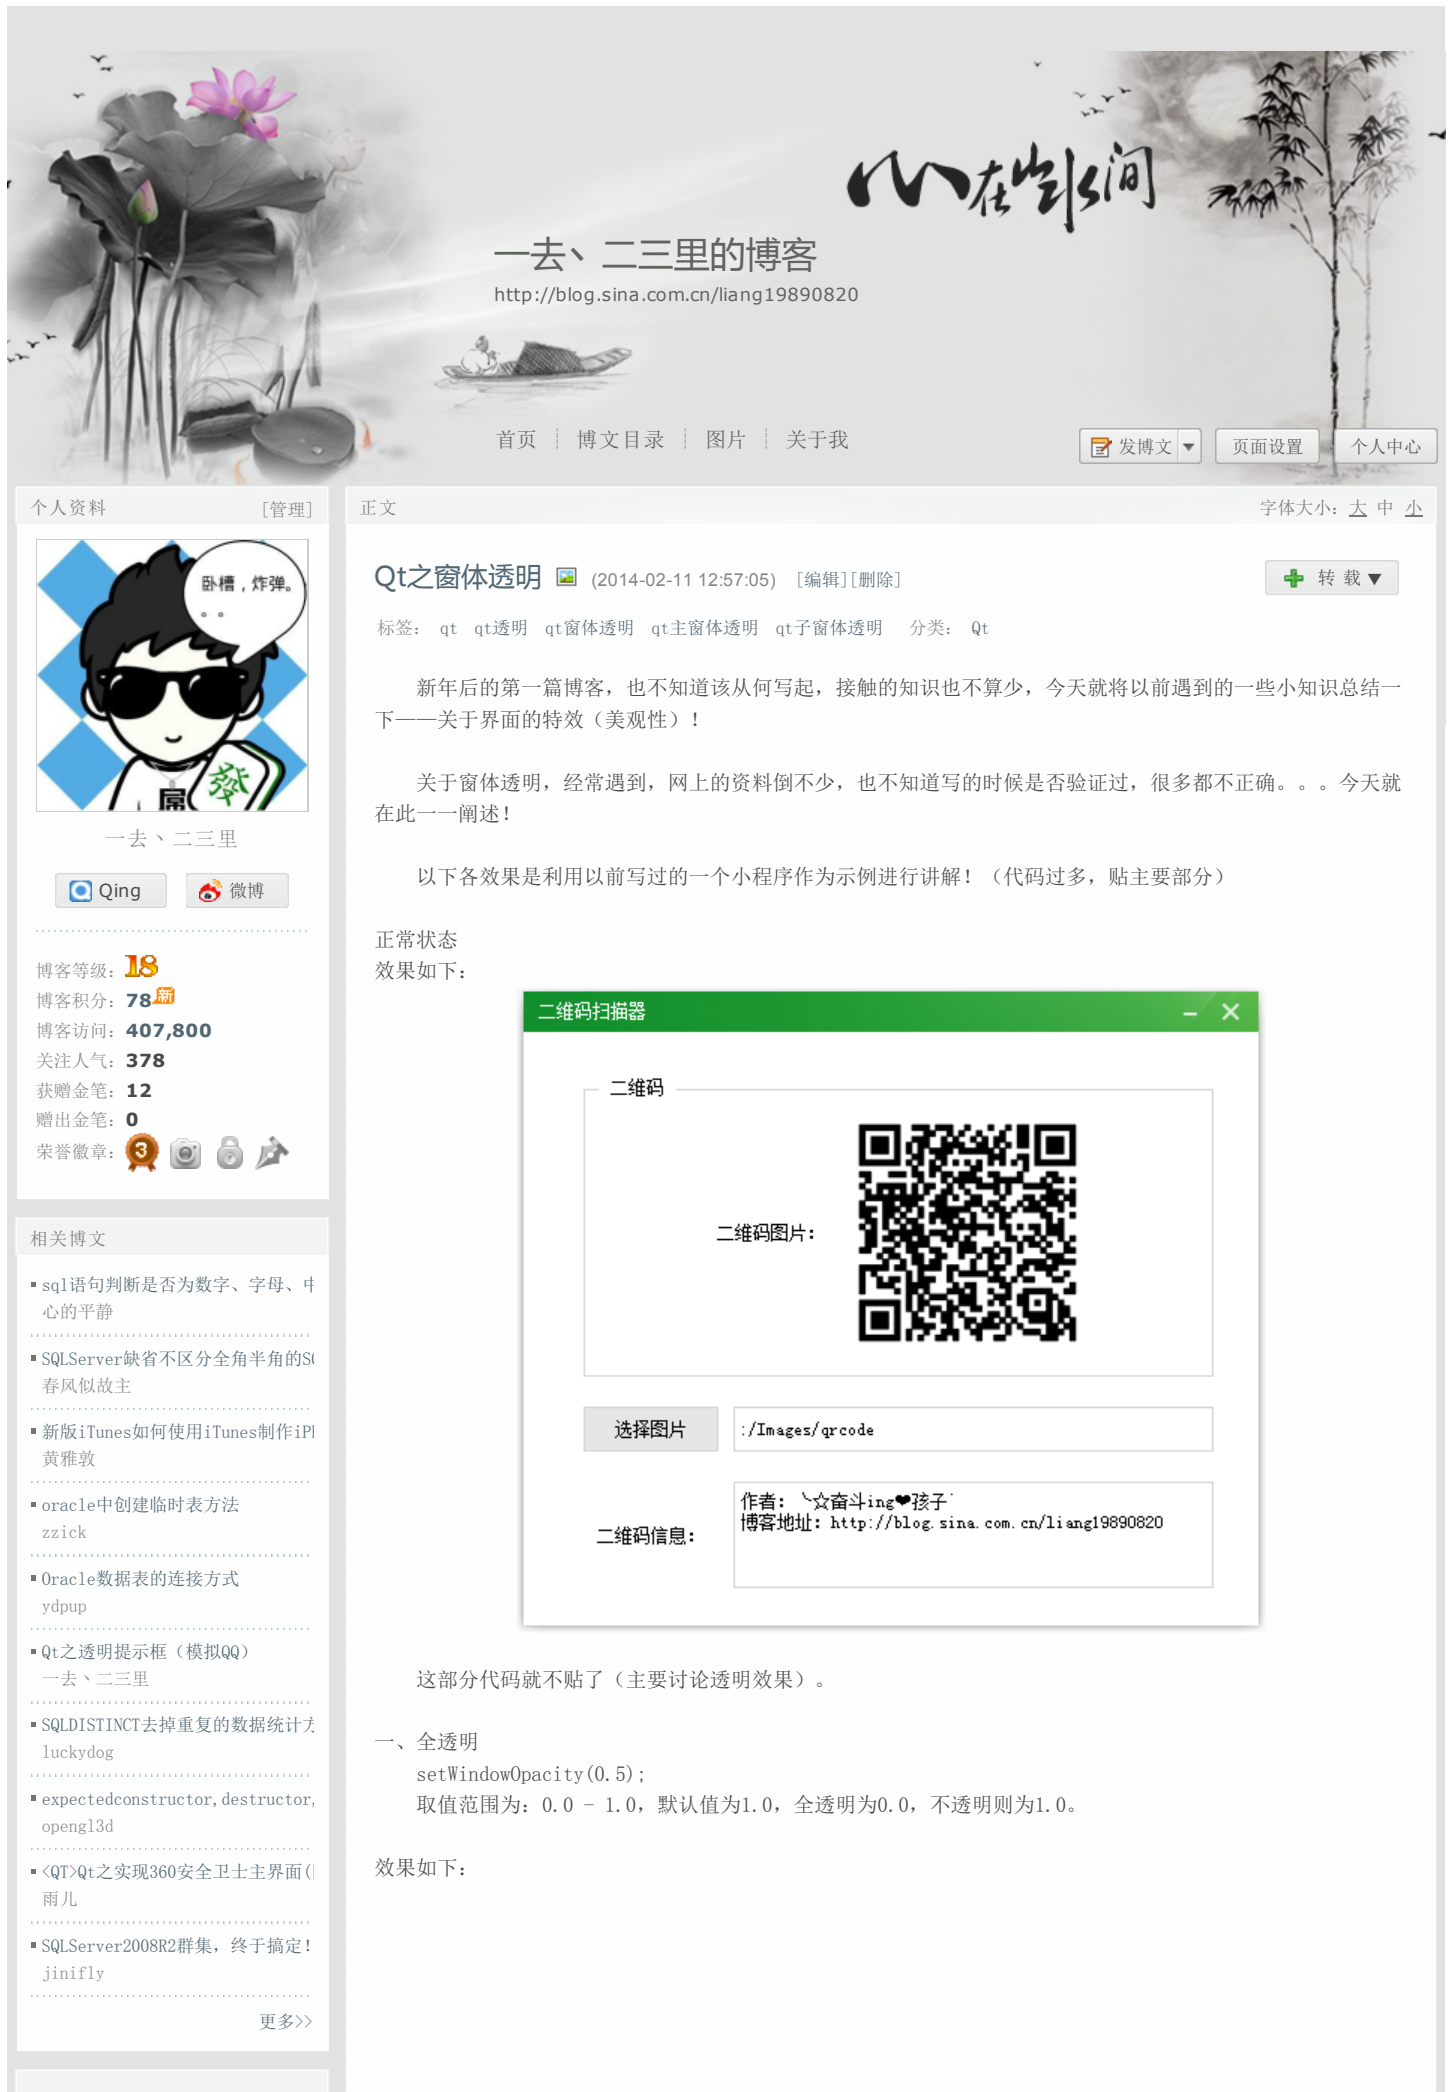 心在山水间
一去、二三里的博客
http://blog.sina.com.cn/liang19890820
首页 博文目录 图片 关于我
发博文 页面设置 个人中心
个人资料 [管理]
卧槽，炸弹。
。。
發
屌
一去丶二三里
Qing 微博
博客等级：18
博客积分：78新
博客访问：407,800
关注人气：378
获赠金笔：12
赠出金笔：0
荣誉徽章：3
相关博文
sql语句判断是否为数字、字母、中
心的平静
SQLServer缺省不区分全角半角的SQ
春风似故主
新版iTunes如何使用iTunes制作iPh
黄雅敦
oracle中创建临时表方法
zzick
Oracle数据表的连接方式
ydpup
Qt之透明提示框（模拟QQ）
一去丶二三里
SQLDISTINCT去掉重复的数据统计方
luckydog
expectedconstructor,destructor,
opengl3d
<QT>Qt之实现360安全卫士主界面(
雨儿
SQLServer2008R2群集，终于搞定！
jinifly
更多>>
正文 字体大小：大 中 小
Qt之窗体透明 (2014-02-11 12:57:05) [编辑][删除] 转载▼
标签： qt qt透明 qt窗体透明 qt主窗体透明 qt子窗体透明 分类： Qt
新年后的第一篇博客，也不知道该从何写起，接触的知识也不算少，今天就将以前遇到的一些小知识总结一
下——关于界面的特效（美观性）！
关于窗体透明，经常遇到，网上的资料倒不少，也不知道写的时候是否验证过，很多都不正确。。。今天就
在此一一阐述！
以下各效果是利用以前写过的一个小程序作为示例进行讲解！（代码过多，贴主要部分）
正常状态
效果如下：
二维码扫描器
二维码
二维码图片：
选择图片 :/Images/qrcode
二维码信息：
作者：丶☆奋斗ing❤孩子`
博客地址：http://blog.sina.com.cn/liang19890820
这部分代码就不贴了（主要讨论透明效果）。
一、全透明
setWindowOpacity(0.5);
取值范围为：0.0 - 1.0，默认值为1.0，全透明为0.0，不透明则为1.0。
效果如下：